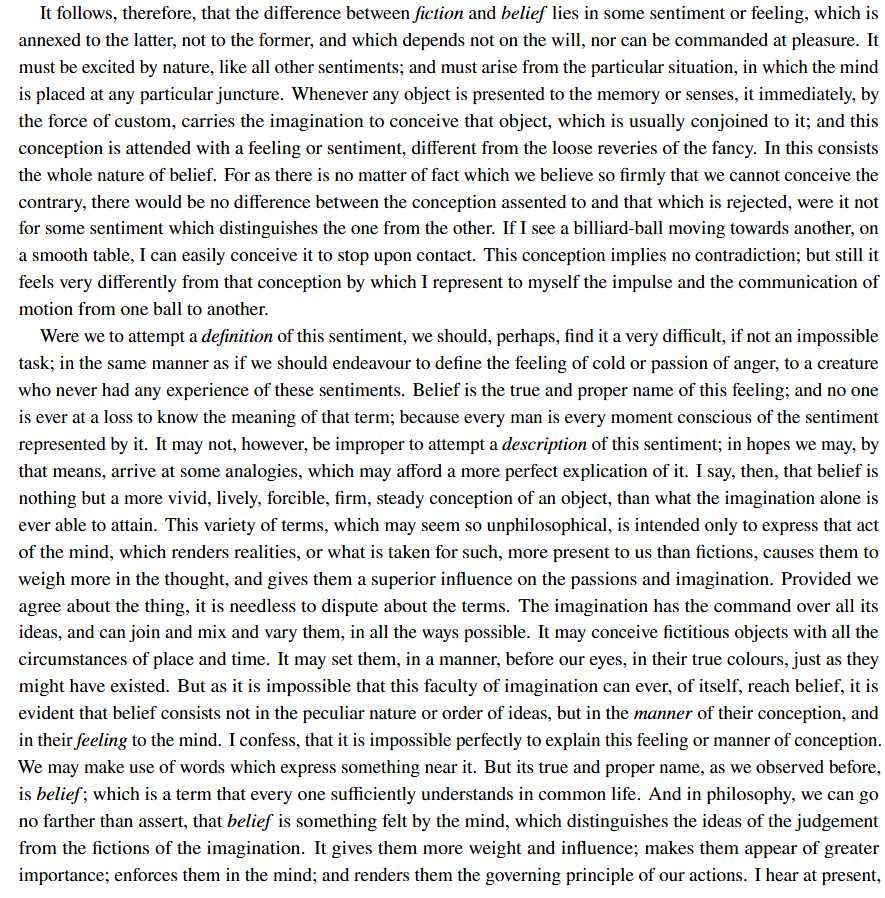 It follows, therefore, that the difference between fiction and belief lies in some sentiment or feeling, which is
annexed to the latter, not to the former, and which depends not on the will, nor can be commanded at pleasure. It
must be excited by nature, like all other sentiments; and must arise from the particular situation, in which the mind
is placed at any particular juncture. Whenever any object is presented to the memory or senses, it immediately, by
the force of custom, carries the imagination to conceive that object, which is usually conjoined to it; and this
conception is attended with a feeling or sentiment, different from the loose reveries of the fancy. In this consists
the whole nature of belief. For as there is no matter of fact which we believe so firmly that we cannot conceive the
contrary, there would be no difference between the conception assented to and that which is rejected, were it not
for some sentiment which distinguishes the one from the other. If I see a billiard-ball moving towards another, on
a smooth table, I can easily conceive it to stop upon contact. This conception implies no contradiction; but still it
feels very differently from that conception by which I represent to myself the impulse and the communication of
motion from one ball to another.
Were we to attempt a definition of this sentiment, we should, perhaps, find it a very difficult, if not an impossible
task; in the same manner as if we should endeavour to define the feeling of cold or passion of anger, to a creature
who never had any experience of these sentiments. Belief is the true and proper name of this feeling; and no one
is ever at a loss to know the meaning of that term; because every man is every moment conscious of the sentiment
represented by it. It may not, however, be improper to attempt a description of this sentiment; in hopes we may, by
that means, arrive at some analogies, which may afford a more perfect explication of it. I say, then, that belief is
nothing but a more vivid, lively, forcible, firm, steady conception of an object, than what the imagination alone is
ever able to attain. This variety of terms, which may seem so unphilosophical, is intended only to express that act
of the mind, which renders realities, or what is taken for such, more present to us than fictions, causes them to
weigh more in the thought, and gives them a superior influence on the passions and imagination. Provided we
agree about the thing, it is needless to dispute about the terms. The imagination has the command over all its
ideas, and can join and mix and vary them, in all the ways possible. It may conceive fictitious objects with all the
circumstances of place and time. It may set them, in a manner, before our eyes, in their true colours, just as they
might have existed. But as it is impossible that this faculty of imagination can ever, of itself, reach belief, it is
evident that belief consists not in the peculiar nature or order of ideas, but in the manner of their conception, and
in their feeling to the mind. I confess, that it is impossible perfectly to explain this feeling or manner of conception.
We may make use of words which express something near it. But its true and proper name, as we observed before,
is belief; which is a term that every one sufficiently understands in common life. And in philosophy, we can go
no farther than assert, that belief is something felt by the mind, which distinguishes the ideas of the judgement
from the fictions of the imagination. It gives them more weight and influence; makes them appear of greater
importance; enforces them in the mind; and renders them the governing principle of our actions. I hear at present,